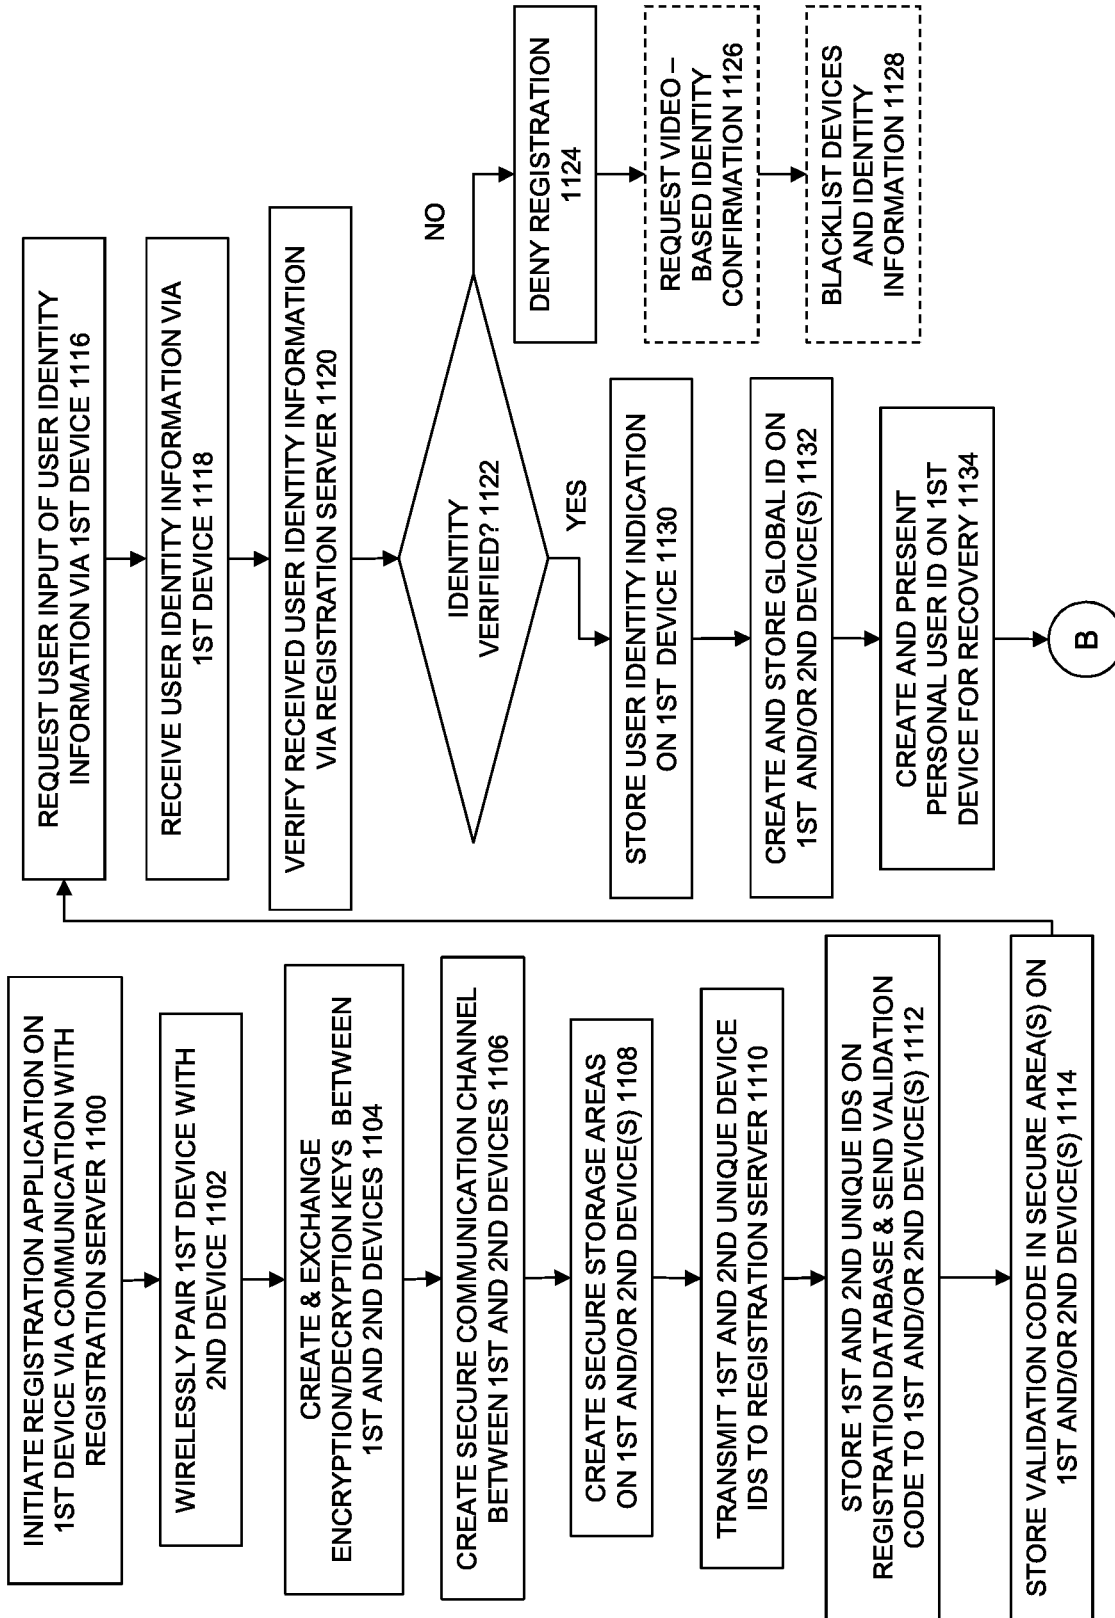 INITIATE REGISTRATION APPLICATION ON
1ST DEVICE VIA COMMUNICATION WITH
REGISTRATION SERVER 1100
WIRELESSLY PAIR 1ST DEVICE WITH
2ND DEVICE 1102
CREATE & EXCHANGE
ENCRYPTION/DECRYPTION KEYS BETWEEN
1ST AND 2ND DEVICES 1104
CREATE SECURE COMMUNICATION CHANNEL
BETWEEN 1ST AND 2ND DEVICES 1106
CREATE SECURE STORAGE AREAS
ON 1ST AND/OR 2ND DEVICE(S) 1108
TRANSMIT 1ST AND 2ND UNIQUE DEVICE
IDS TO REGISTRATION SERVER 1110
STORE 1ST AND 2ND UNIQUE IDS ON
REGISTRATION DATABASE & SEND VALIDATION
CODE TO 1ST AND/OR 2ND DEVICE(S) 1112
STORE VALIDATION CODE IN SECURE AREA(S) ON
1ST AND/OR 2ND DEVICE(S) 1114
REQUEST USER INPUT OF USER IDENTITY
INFORMATION VIA 1ST DEVICE 1116
RECEIVE USER IDENTITY INFORMATION VIA
1ST DEVICE 1118
VERIFY RECEIVED USER IDENTITY INFORMATION
VIA REGISTRATION SERVER 1120
IDENTITY
VERIFIED? 1122
NO
DENY REGISTRATION
1124
REQUEST VIDEO–
BASED IDENTITY
CONFIRMATION 1126
BLACKLIST DEVICES
AND IDENTITY
INFORMATION 1128
YES
STORE USER IDENTITY INDICATION
ON 1ST DEVICE 1130
CREATE AND STORE GLOBAL ID ON
1ST AND/OR 2ND DEVICE(S) 1132
CREATE AND PRESENT
PERSONAL USER ID ON 1ST
DEVICE FOR RECOVERY 1134
B